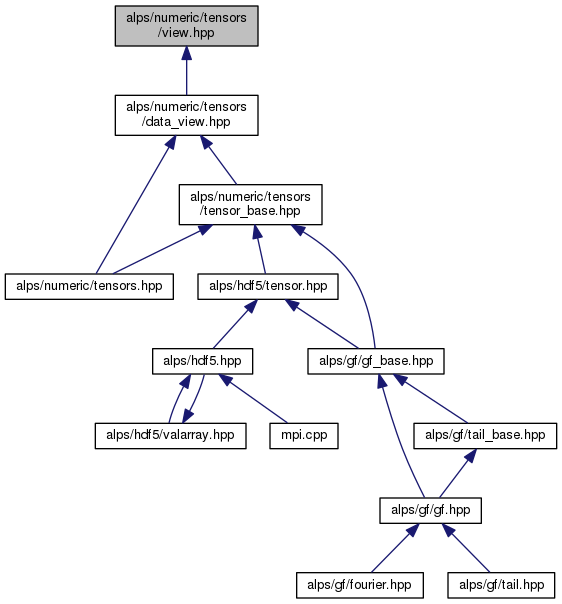 alps/numeric/tensors
/view.hpp
alps/numeric/tensors
/data_view.hpp
alps/numeric/tensors
/tensor_base.hpp
alps/numeric/tensors.hpp
alps/hdf5/tensor.hpp
alps/hdf5.hpp
alps/gf/gf_base.hpp
alps/hdf5/valarray.hpp
mpi.cpp
alps/gf/tail_base.hpp
alps/gf/gf.hpp
alps/gf/fourier.hpp
alps/gf/tail.hpp